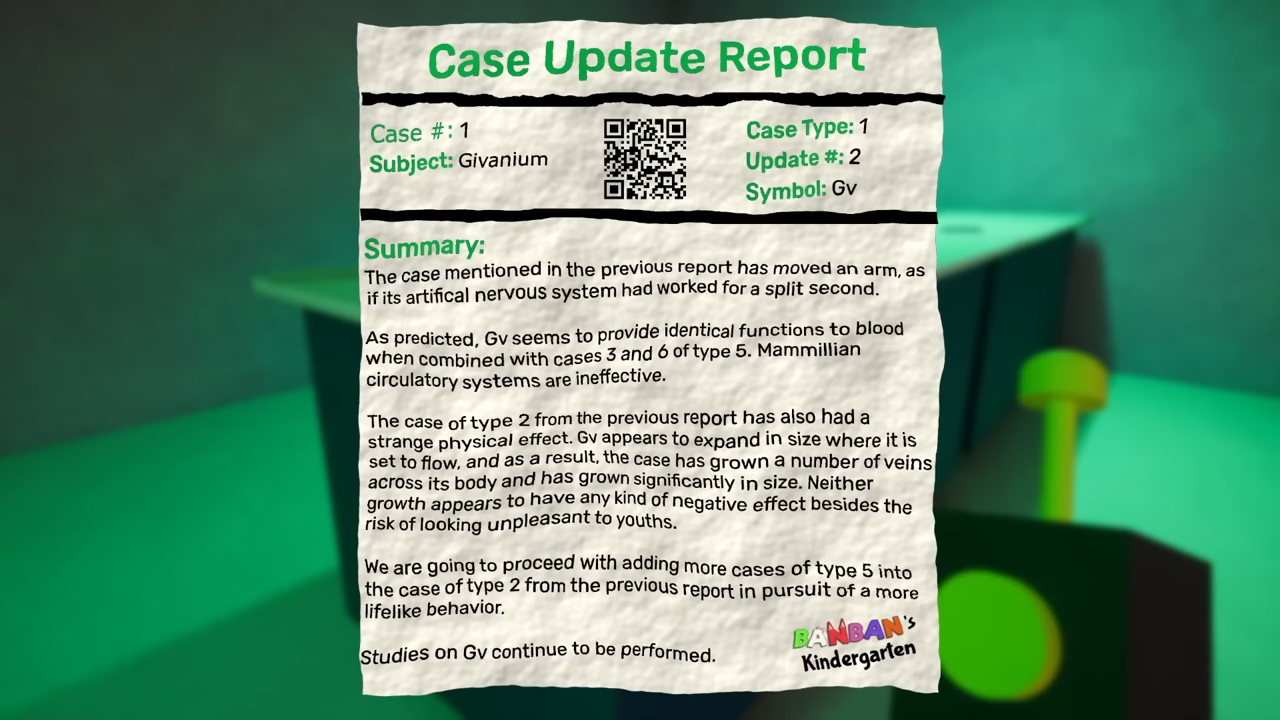 Case Update Report
Case #: 1
Subject: Givanium
Case Type: 1
Update #: 2
Symbol: Gv
Summary:
The case mentioned in the previous report has moved an arm, as
if its artifical nervous system had worked for a split second.
As predicted, Gv seems to provide identical functions to blood
when combined with cases 3 and 6 of type 5. Mammillian
circulatory systems are ineffective.
The case of type 2 from the previous report has also had a
strange physical effect. Gv appears to expand in size where it is
set to flow, and as a result, the case has grown a number of veins
across its body and has grown significantly in size. Neither
growth appears to have any kind of negative effect besides the
risk of looking unpleasant to youths.
We are going to proceed with adding more cases of type 5 into
the case of type 2 from the previous report in pursuit of a more
lifelike behavior.
Studies on Gv continue to be performed.
BANBAN's
Kindergarten